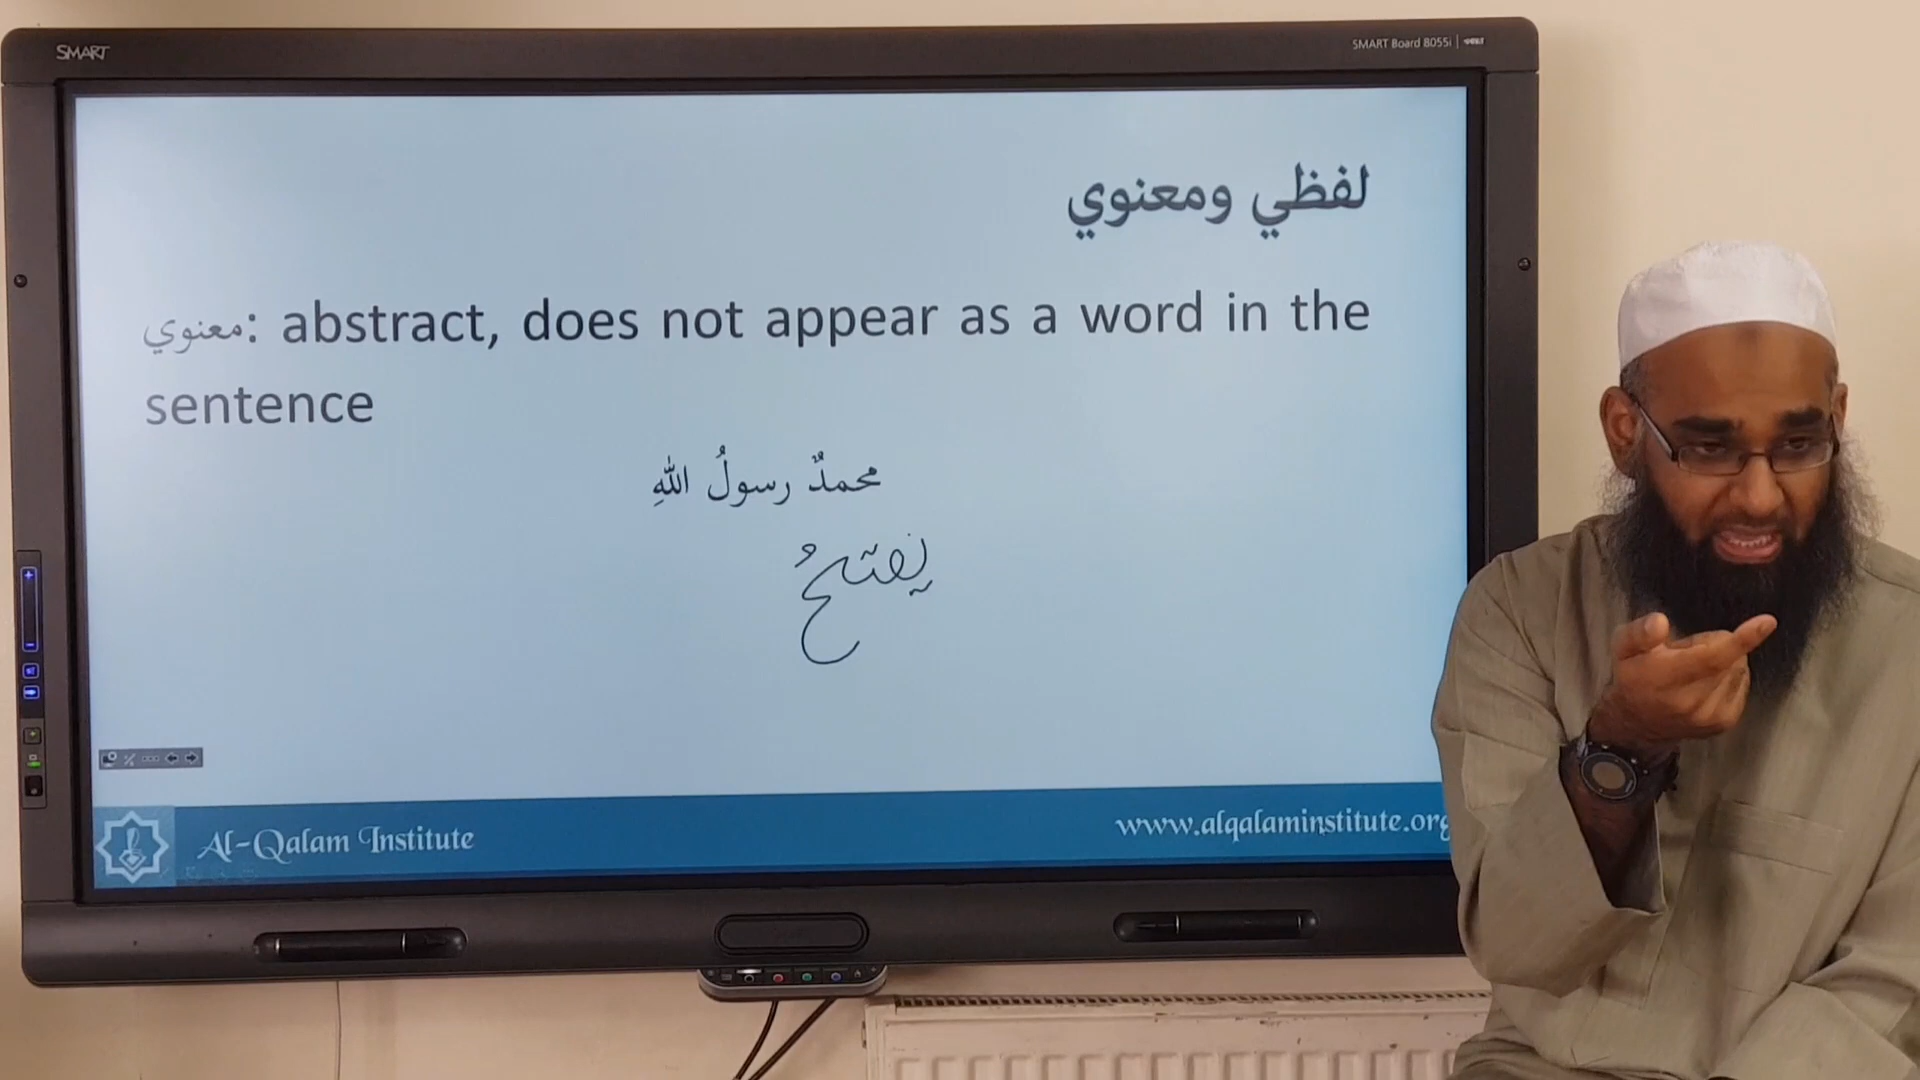 SMART
SMART Board 8055i
لفظي ومعنوي
معنوي: abstract, does not appear as a word in the
sentence
محمدٌ رسولُ اللهِ
يفتحُ
Al-Qalam Institute
www.alqalaminstitute.org